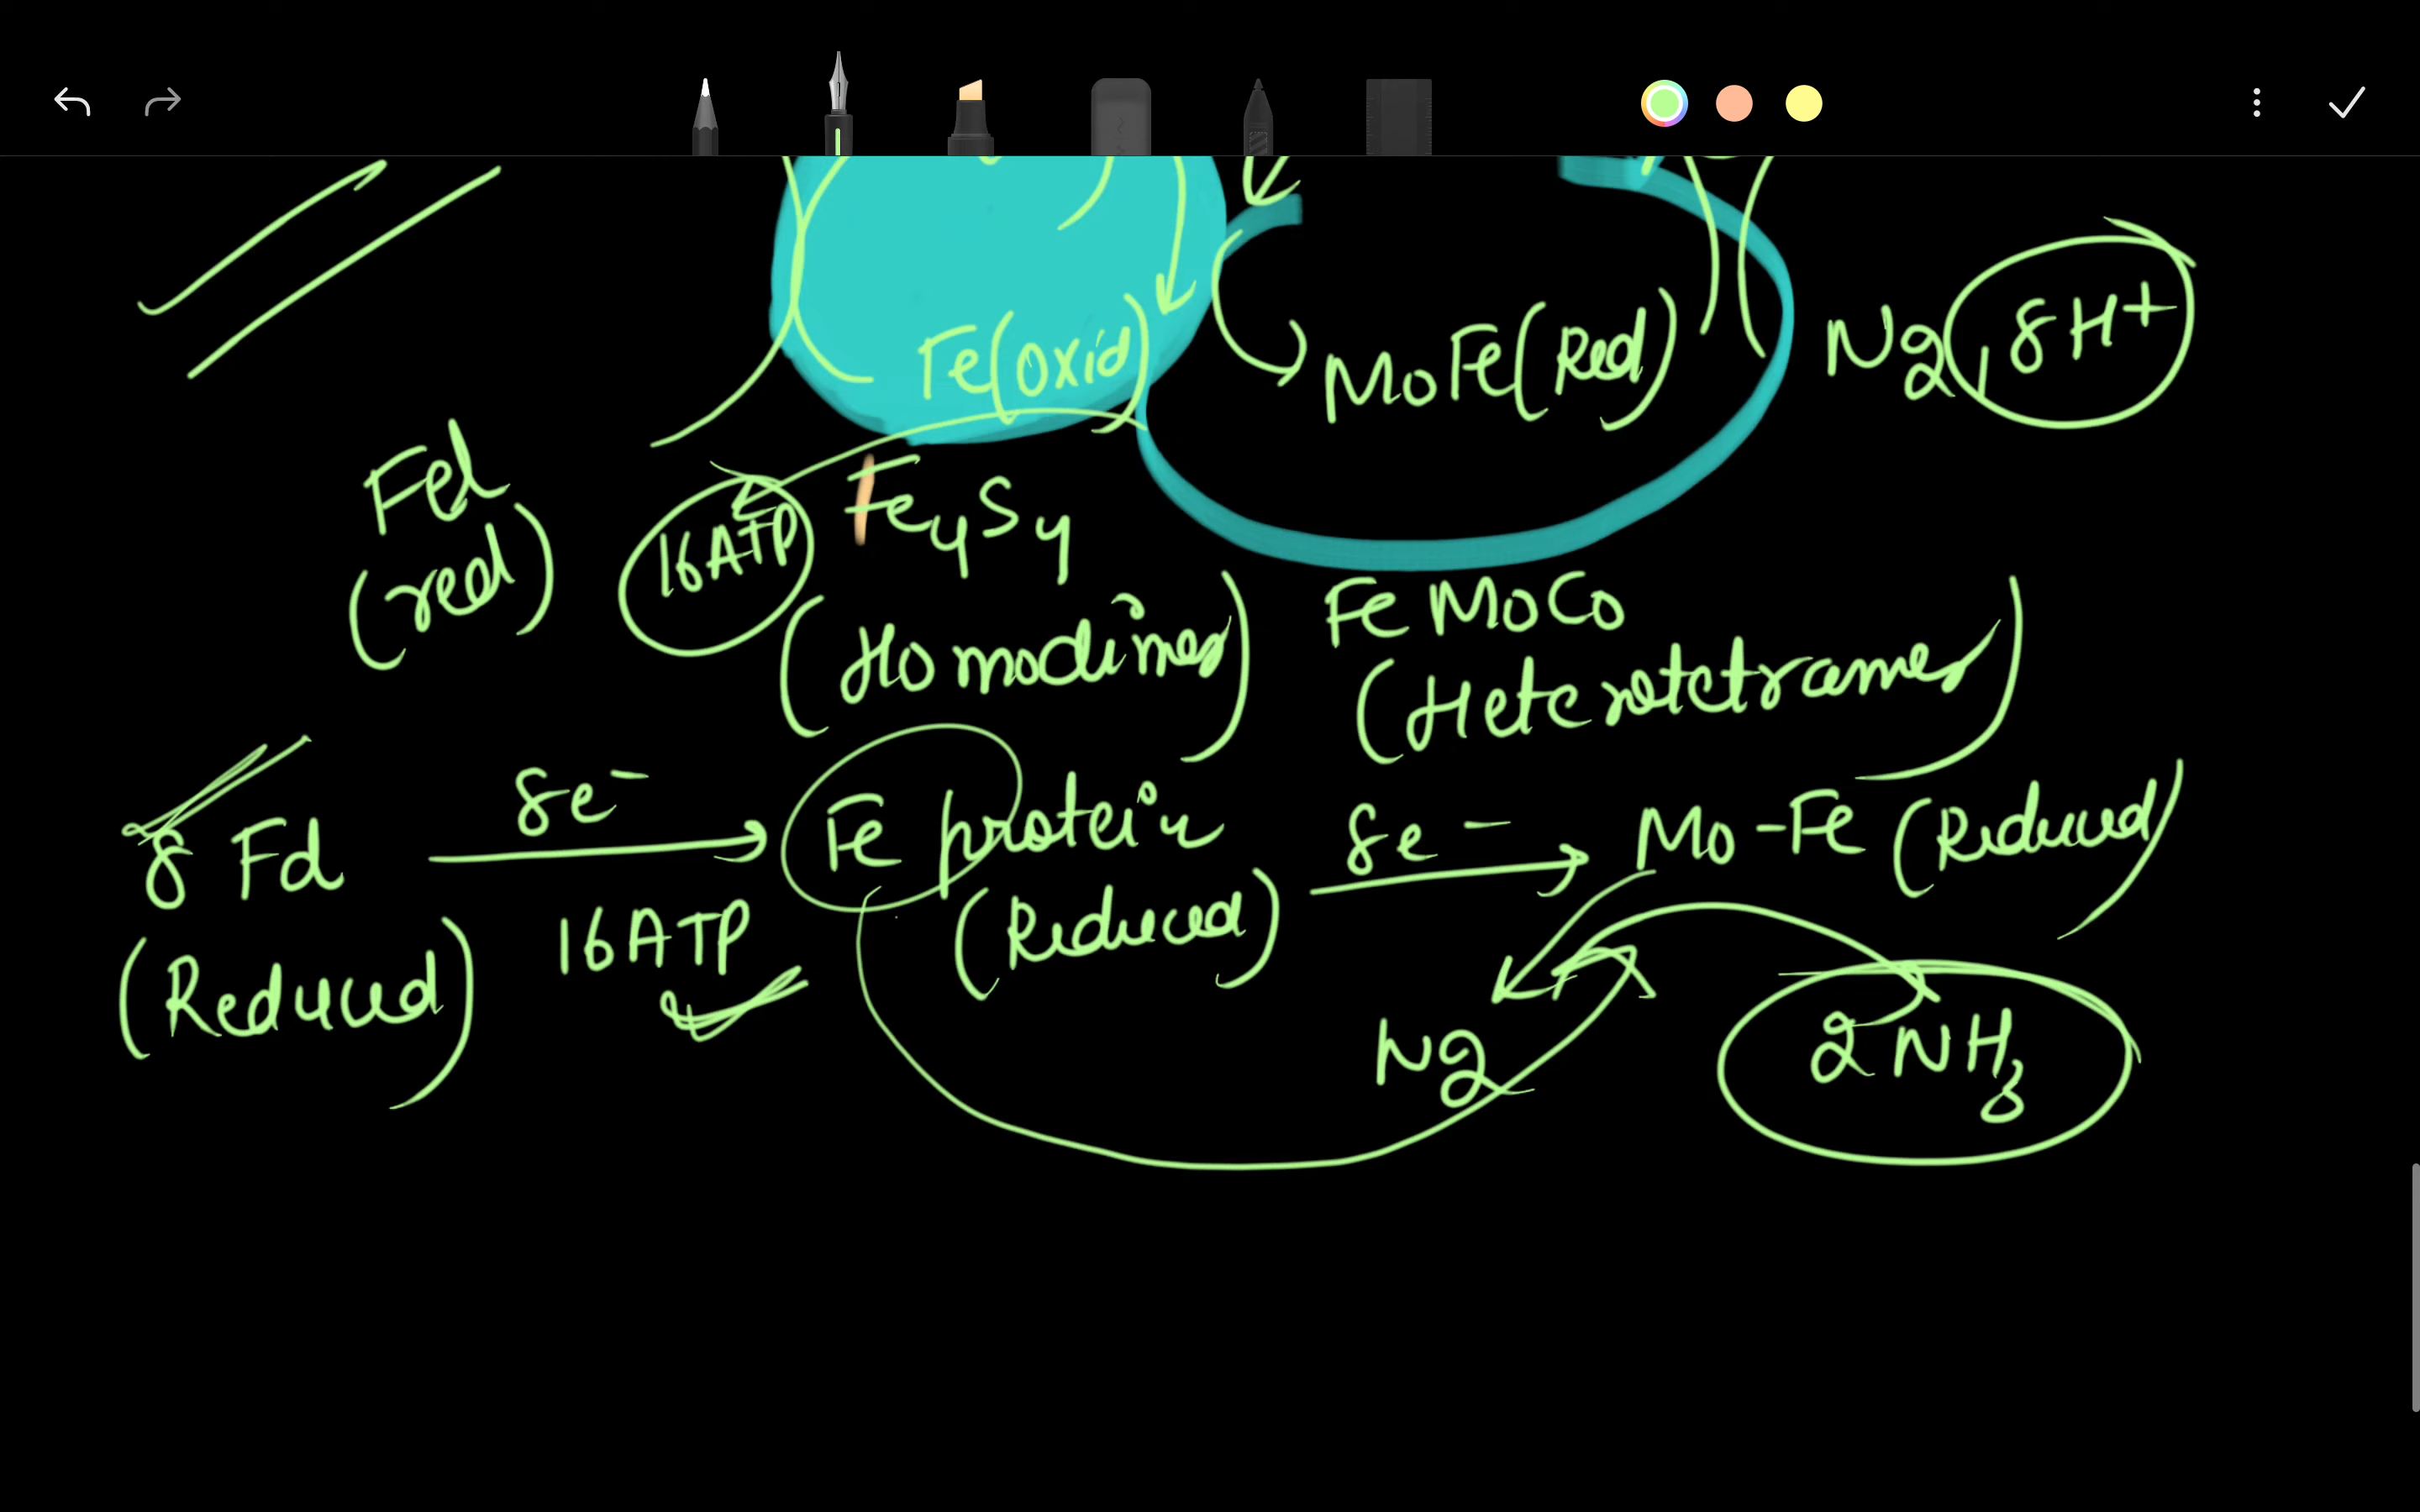 Fe(Oxid) MoFe(Red) N2, 8H+
Fd (red) 16ATP Fe4S4 (Homodimer)
FeMoCo (Heterotetramer)
8 Fd (Reduced) 8e- 16ATP Fe protein (Reduced) 8e- Mo-Fe (Reduced)
N2 2NH3